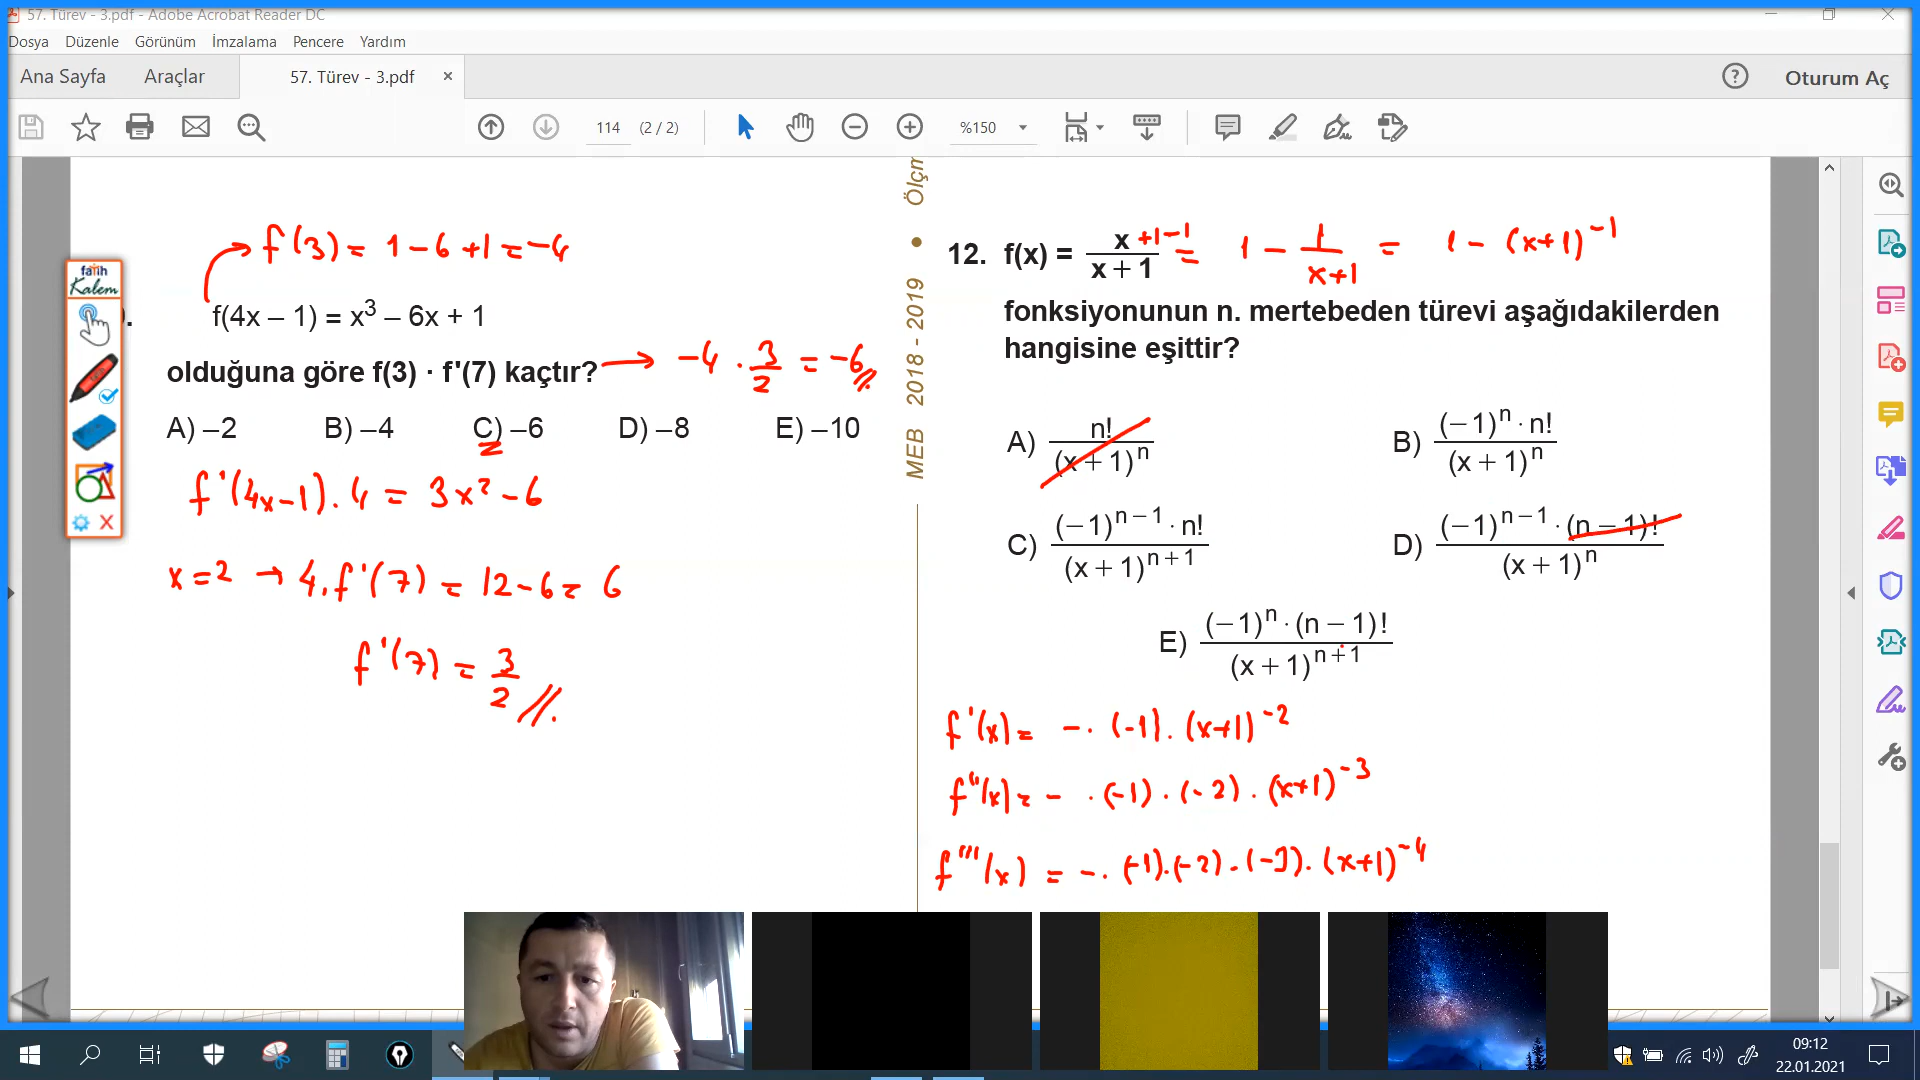 57. Türev - 3.pdf - Adobe Acrobat Reader DC
Dosya Düzenle Görünüm İmzalama Pencere Yardım
Ana Sayfa Araçlar 57. Türev - 3.pdf × Oturum Aç
114 (2 / 2) %150
fatih
Kalem
f(3) = 1 - 6 + 1 = -4
f(4x – 1) = x³ – 6x + 1
olduğuna göre f(3) · f'(7) kaçtır? → -4 · 3/2 = -6
A) –2 B) –4 C) –6 D) –8 E) –10
f'(4x-1) . 4 = 3x² - 6
x = 2 → 4 . f'(7) = 12 - 6 = 6
f'(7) = 3/2
MEB 2018 - 2019 • Ölçm
12. f(x) = x +1-1 / x + 1 = 1 - 1/x+1 = 1 - (x+1)⁻¹
fonksiyonunun n. mertebeden türevi aşağıdakilerden
hangisine eşittir?
A) n! / (x + 1)ⁿ B) (–1)ⁿ · n! / (x + 1)ⁿ
C) (–1)ⁿ⁻¹ · n! / (x + 1)ⁿ⁺¹ D) (–1)ⁿ⁻¹ · (n – 1)! / (x + 1)ⁿ
E) (–1)ⁿ · (n – 1)! / (x + 1)ⁿ⁺¹
f'(x) = - . (-1) . (x+1)⁻²
f''(x) = - . (-1) . (-2) . (x+1)⁻³
f'''(x) = - . (-1) . (-2) . (-3) . (x+1)⁻⁴
09:12
22.01.2021